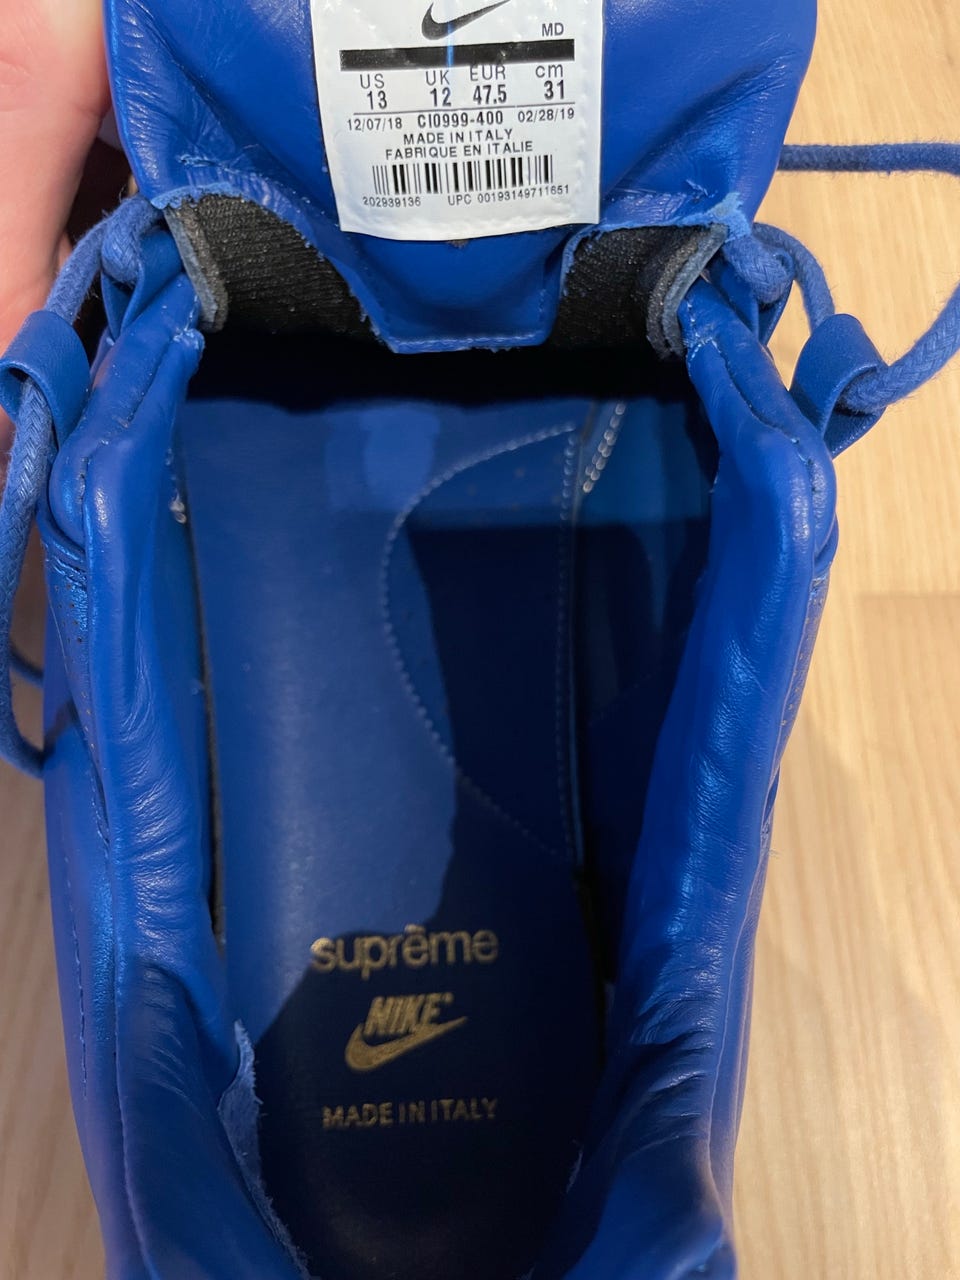 MD
US UK EUR cm
13 12 47.5 31
12/07/18 CI0999-400 02/28/19
MADE IN ITALY
FABRIQUE EN ITALIE
202939136 UPC 00193149711651
suprême
NIKE
MADE IN ITALY